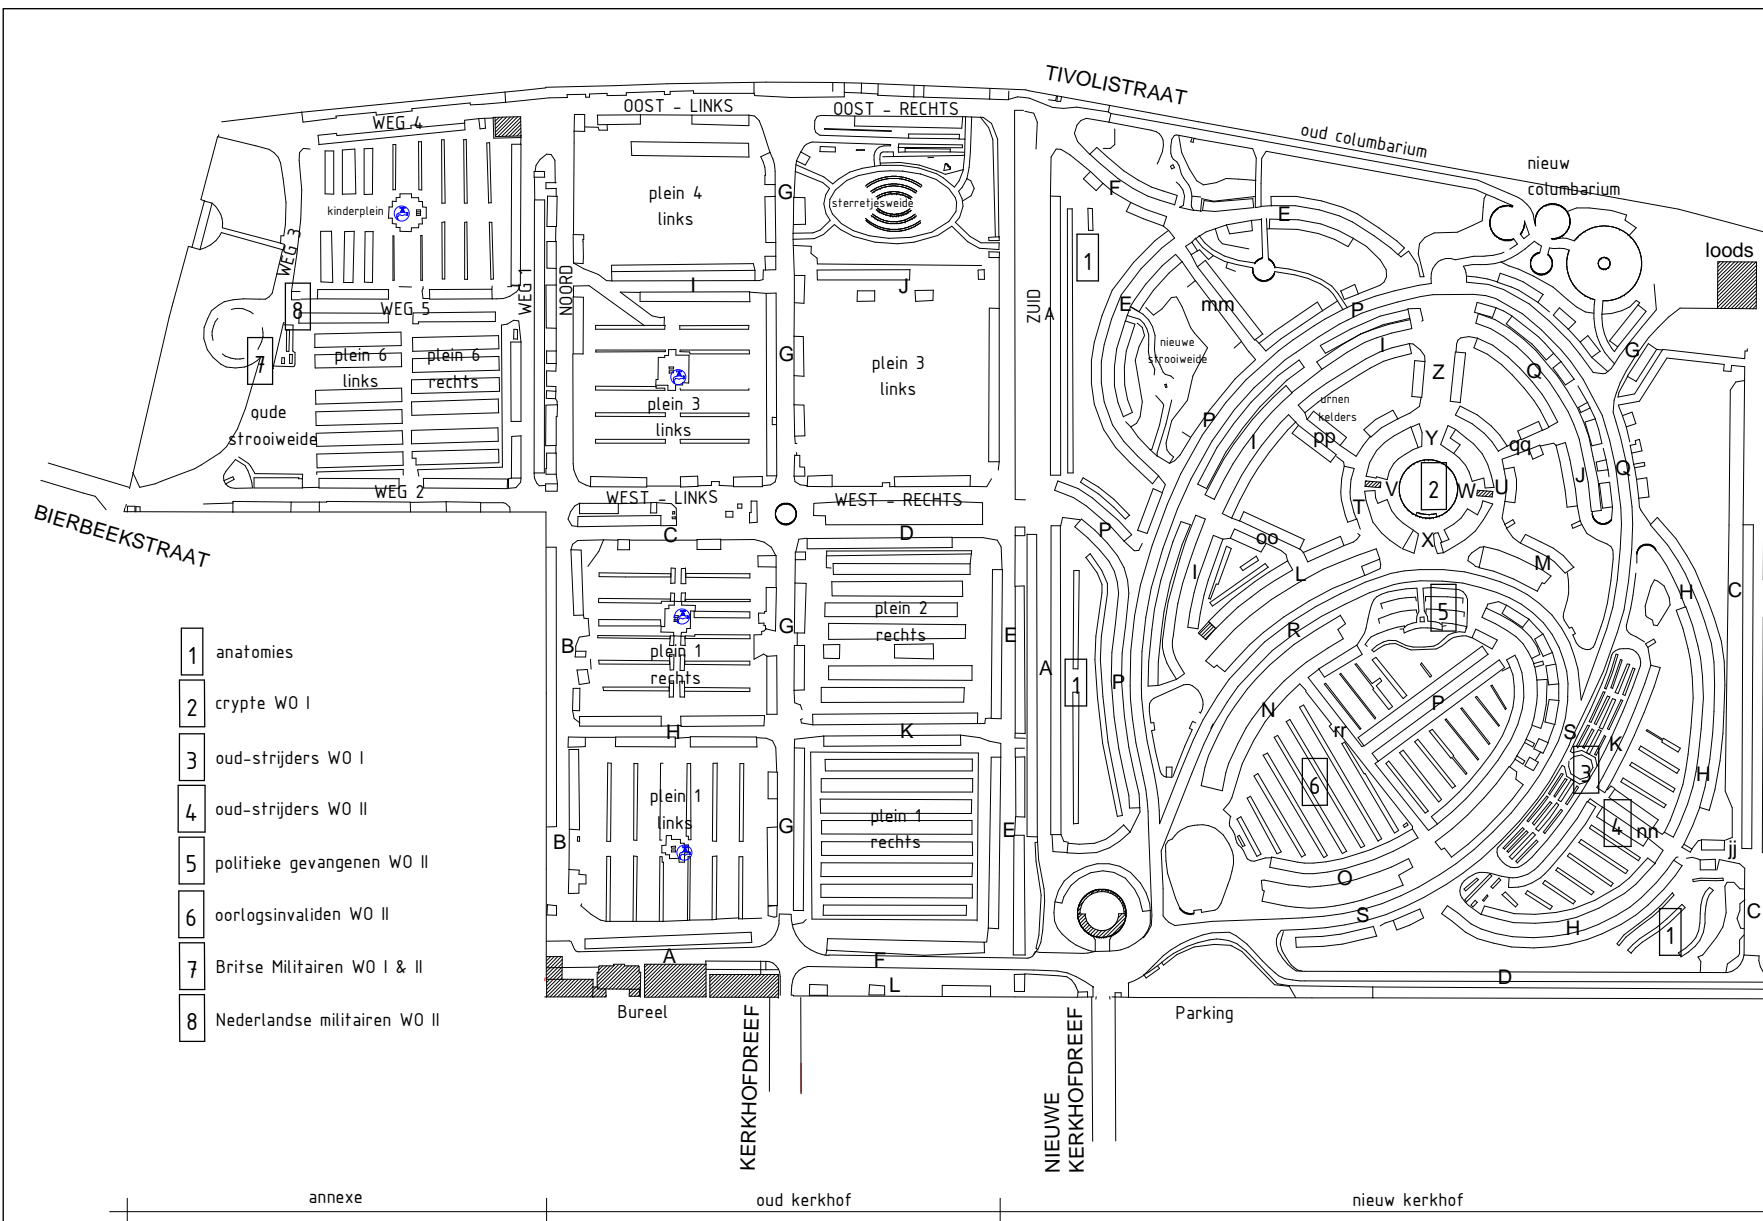 TIVOLISTRAAT
OOST - LINKS
OOST - RECHTS
oud columbarium
nieuw
columbarium
WEG 4
kinderplein
plein 4
links
G
sterretjesweide
F
E
1
loods
WEG 3
WEG 1
NOORD
ZUID
I
J
A
E
mm
P
8
WEG 5
7
plein 6
links
plein 6
rechts
G
plein 3
links
plein 3
links
nieuwe
strooiweide
I
Z
Q
G
urnen
kelders
oude
strooiweide
P
I
pp
Y
qq
J
Q
WEG 2
WEST - LINKS
WEST - RECHTS
T
V
2
W
U
BIERBEEKSTRAAT
C
D
P
oo
X
I
L
M
H
C
B
G
plein 2
rechts
E
plein 1
rechts
A
1
P
R
5
N
P
rr
S
K
H
K
3
H
6
plein 1
links
G
plein 1
rechts
E
B
4
nn
jj
O
S
H
1
C
A
F
L
D
Bureel
Parking
KERKHOFDREEF
NIEUWE
KERKHOFDREEF
1 anatomies
2 crypte WO I
3 oud-strijders WO I
4 oud-strijders WO II
5 politieke gevangenen WO II
6 oorlogsinvaliden WO II
7 Britse Militairen WO I & II
8 Nederlandse militairen WO II
annexe
oud kerkhof
nieuw kerkhof